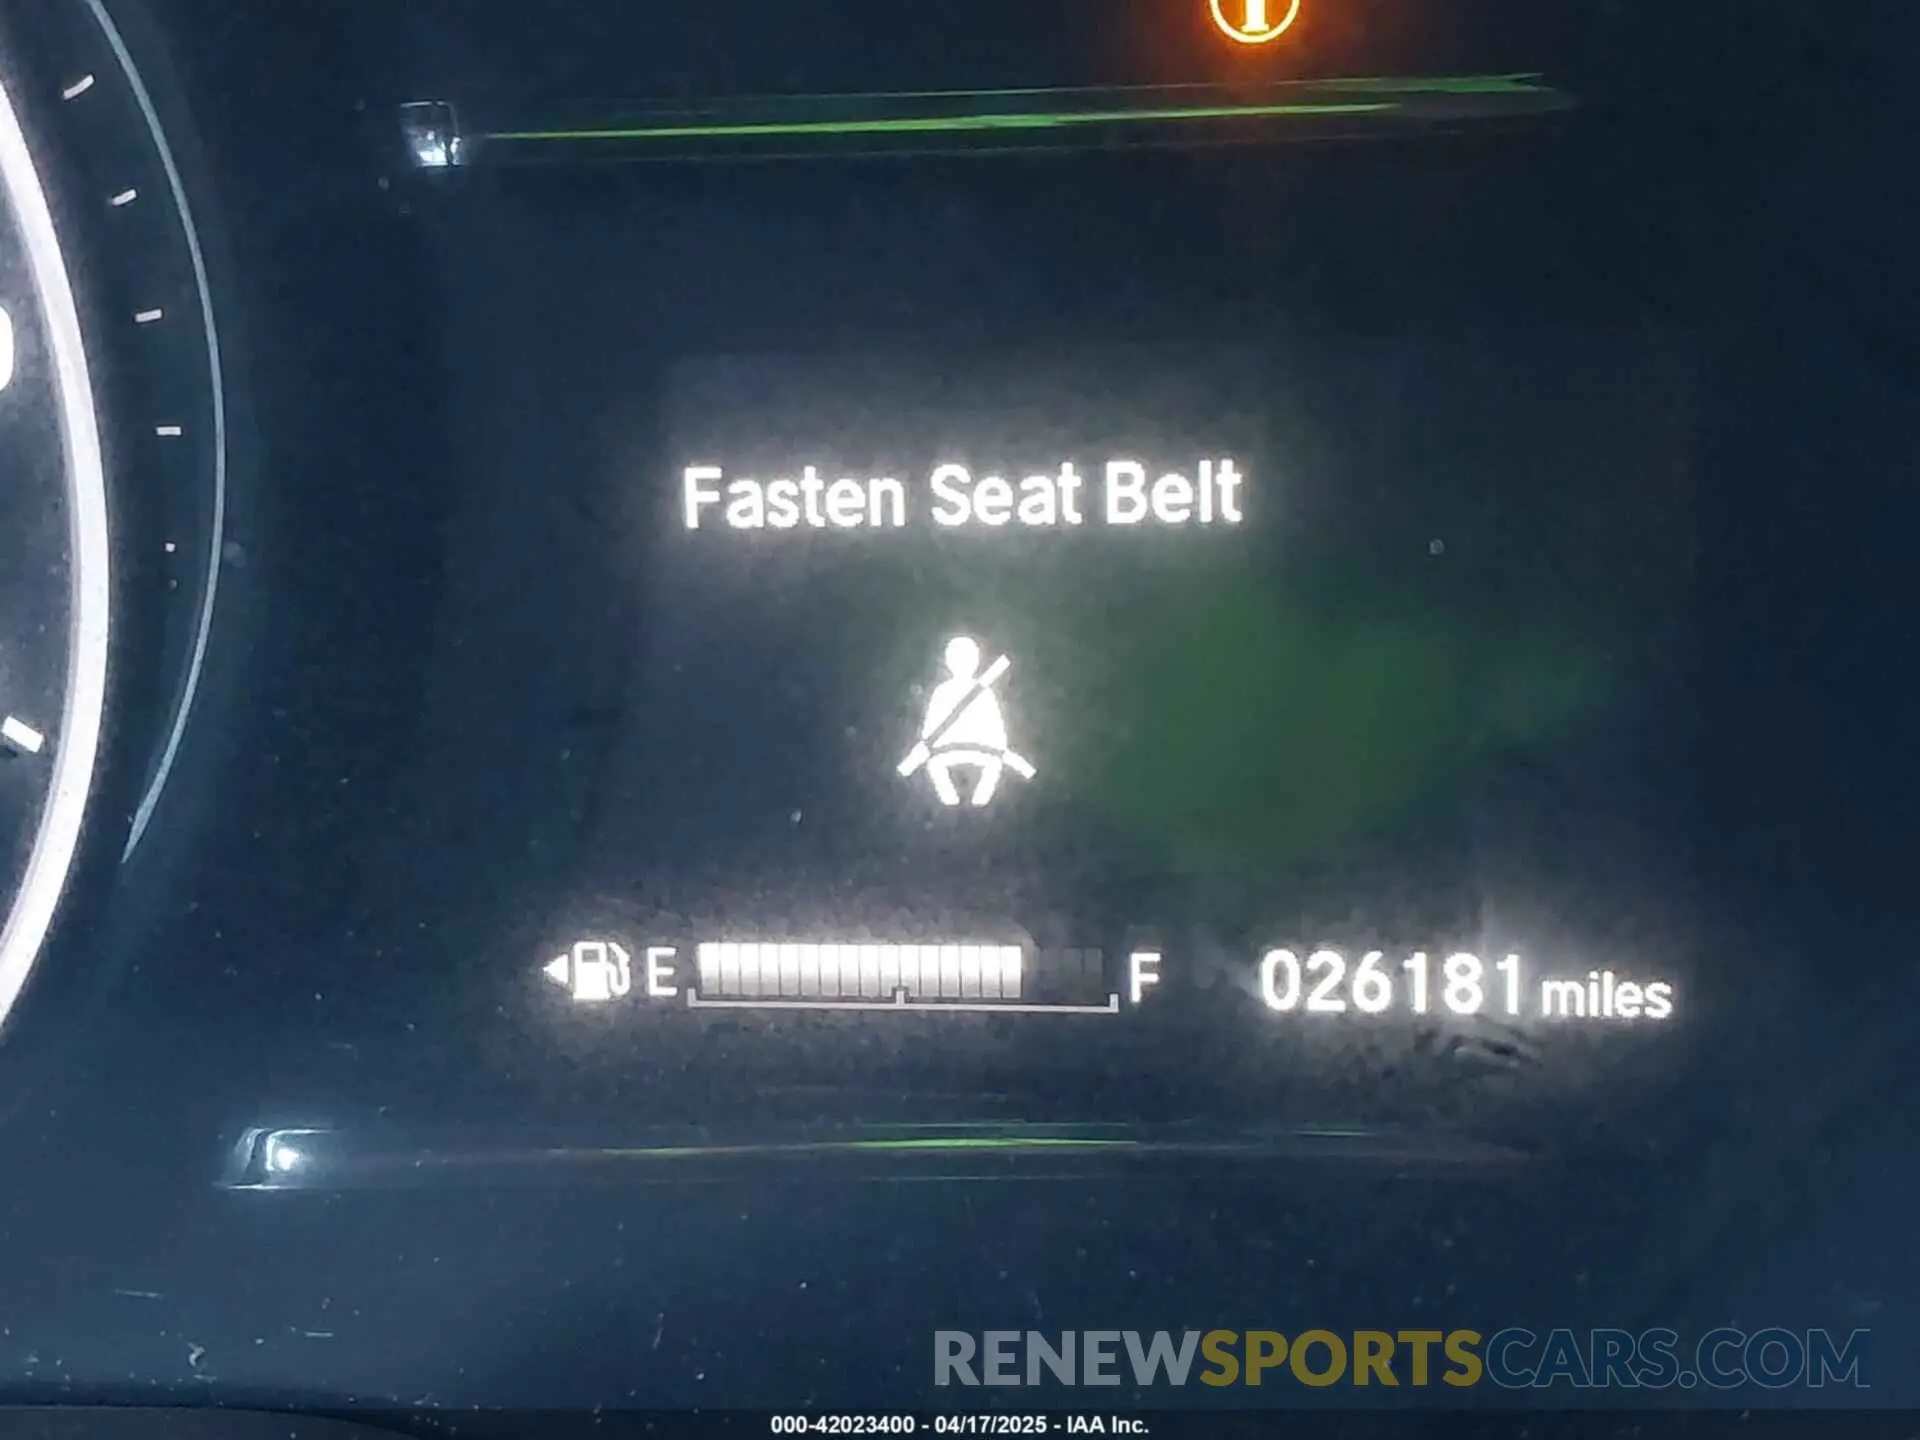 Fasten Seat Belt
E F 026181 miles
RENEWSPORTSCARS.COM
000-42023400 - 04/17/2025 - IAA Inc.